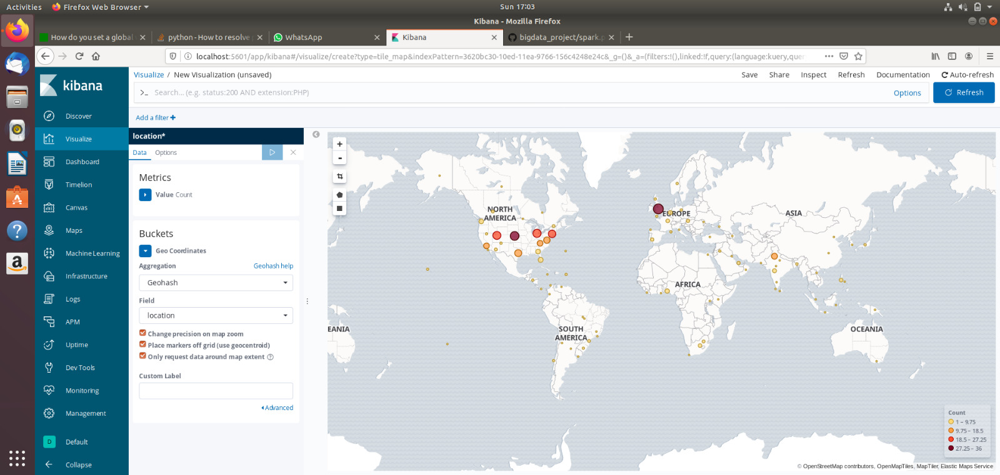 Activities
Firefox Web Browser
Sun 17:03
Kibana - Mozilla Firefox
How do you set a global
python - How to resolve
WhatsApp
Kibana
bigdata_project/spark.p
localhost:5601/app/kibana#/visualize/create?type=tile_map&indexPattern=3620bc30-10ed-11ea-9766-156c4248e24c&_g=()&_a=(filters:!(),linked:!f,query:(language:kuery,quer
kibana
Discover
Visualize
Dashboard
Timelion
Canvas
Maps
Machine Learning
Infrastructure
Logs
APM
Uptime
Dev Tools
Monitoring
Management
D Default
Collapse
Visualize / New Visualization (unsaved)
Save Share Inspect Refresh Documentation Auto-refresh
>_ Search... (e.g. status:200 AND extension:PHP)
Options
Refresh
Add a filter +
location*
Data Options
Metrics
Value Count
Buckets
Geo Coordinates
Aggregation
Geohash help
Geohash
Field
location
Change precision on map zoom
Place markers off grid (use geocentroid)
Only request data around map extent
Custom Label
Advanced
+
-
NORTH
AMERICA
EUROPE
ASIA
AFRICA
SOUTH
AMERICA
EANIA
OCEANIA
Count
1 – 9.75
9.75 – 18.5
18.5 – 27.25
27.25 – 36
© OpenStreetMap contributors, OpenMapTiles, MapTiler, Elastic Maps Service